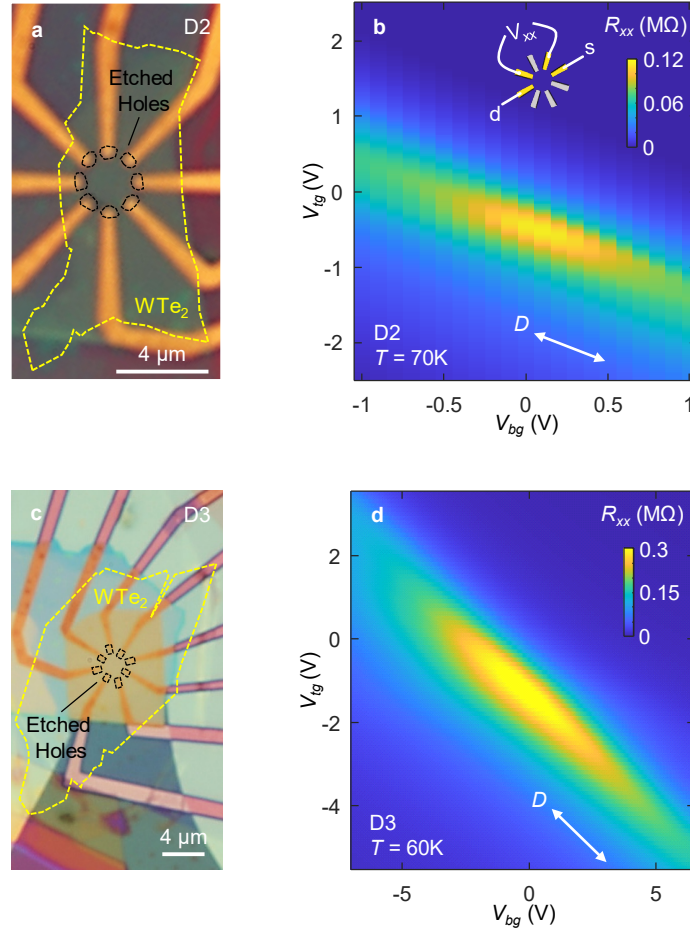 a
D2
Etched
Holes
WTe2
4 µm
b
Vxx
s
d
Rxx (MΩ)
0.12
0.06
0
2
1
0
-1
-2
Vtg (V)
D
D2
T = 70K
-1
-0.5
0
0.5
1
Vbg (V)
c
D3
WTe2
Etched
Holes
4 µm
d
Rxx (MΩ)
0.3
0.15
0
2
0
-2
-4
Vtg (V)
D
D3
T = 60K
-5
0
5
Vbg (V)